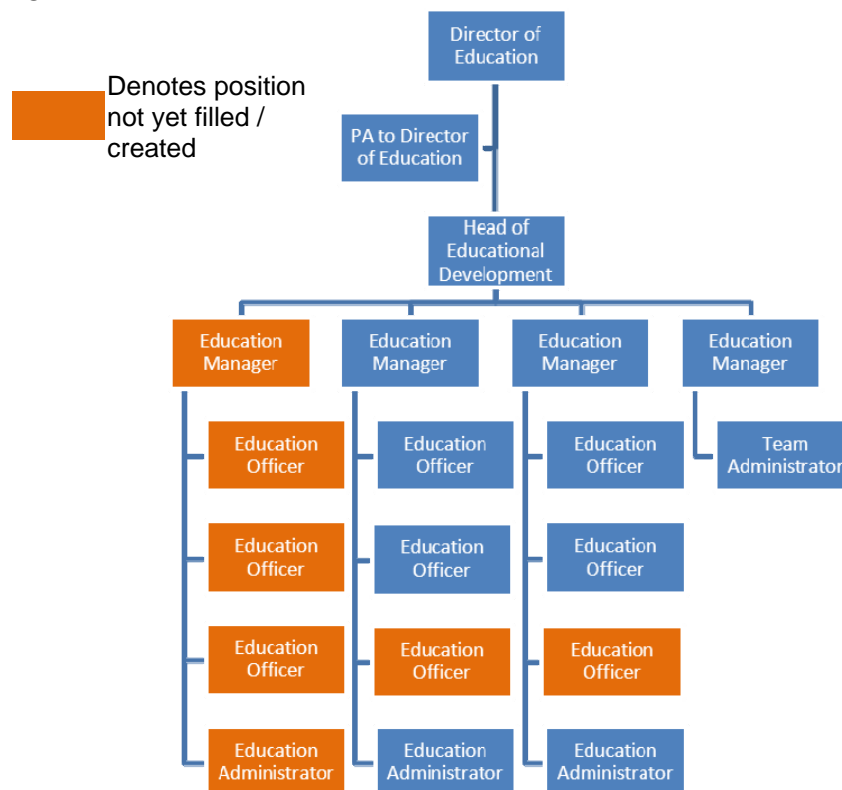 Director of
Education
Denotes position
not yet filled /
created
PA to Director
of Education
Head of
Educational
Development
Education
Manager
Education
Manager
Education
Manager
Education
Manager
Education
Officer
Education
Officer
Education
Officer
Team
Administrator
Education
Officer
Education
Officer
Education
Officer
Education
Officer
Education
Officer
Education
Officer
Education
Administrator
Education
Administrator
Education
Administrator